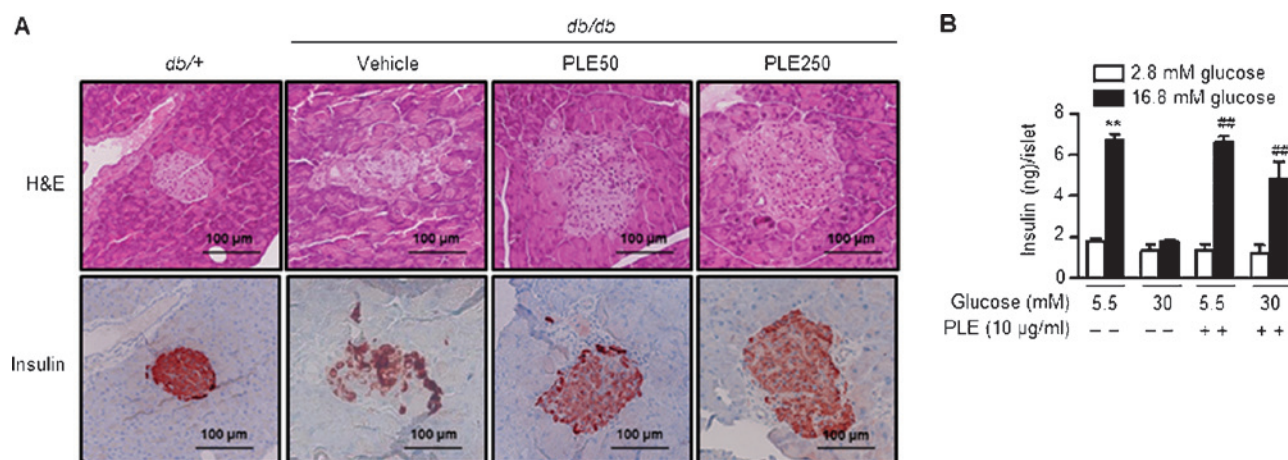 A
db/db
db/+ Vehicle PLE50 PLE250
H&E
100 µm 100 µm 100 µm 100 µm
Insulin
100 µm 100 µm 100 µm 100 µm
B
2.8 mM glucose
16.8 mM glucose
Insulin (ng)/islet
8
6
4
2
0
** ## ##
Glucose (mM) 5.5 30 5.5 30
PLE (10 µg/ml) – – – – + + + +